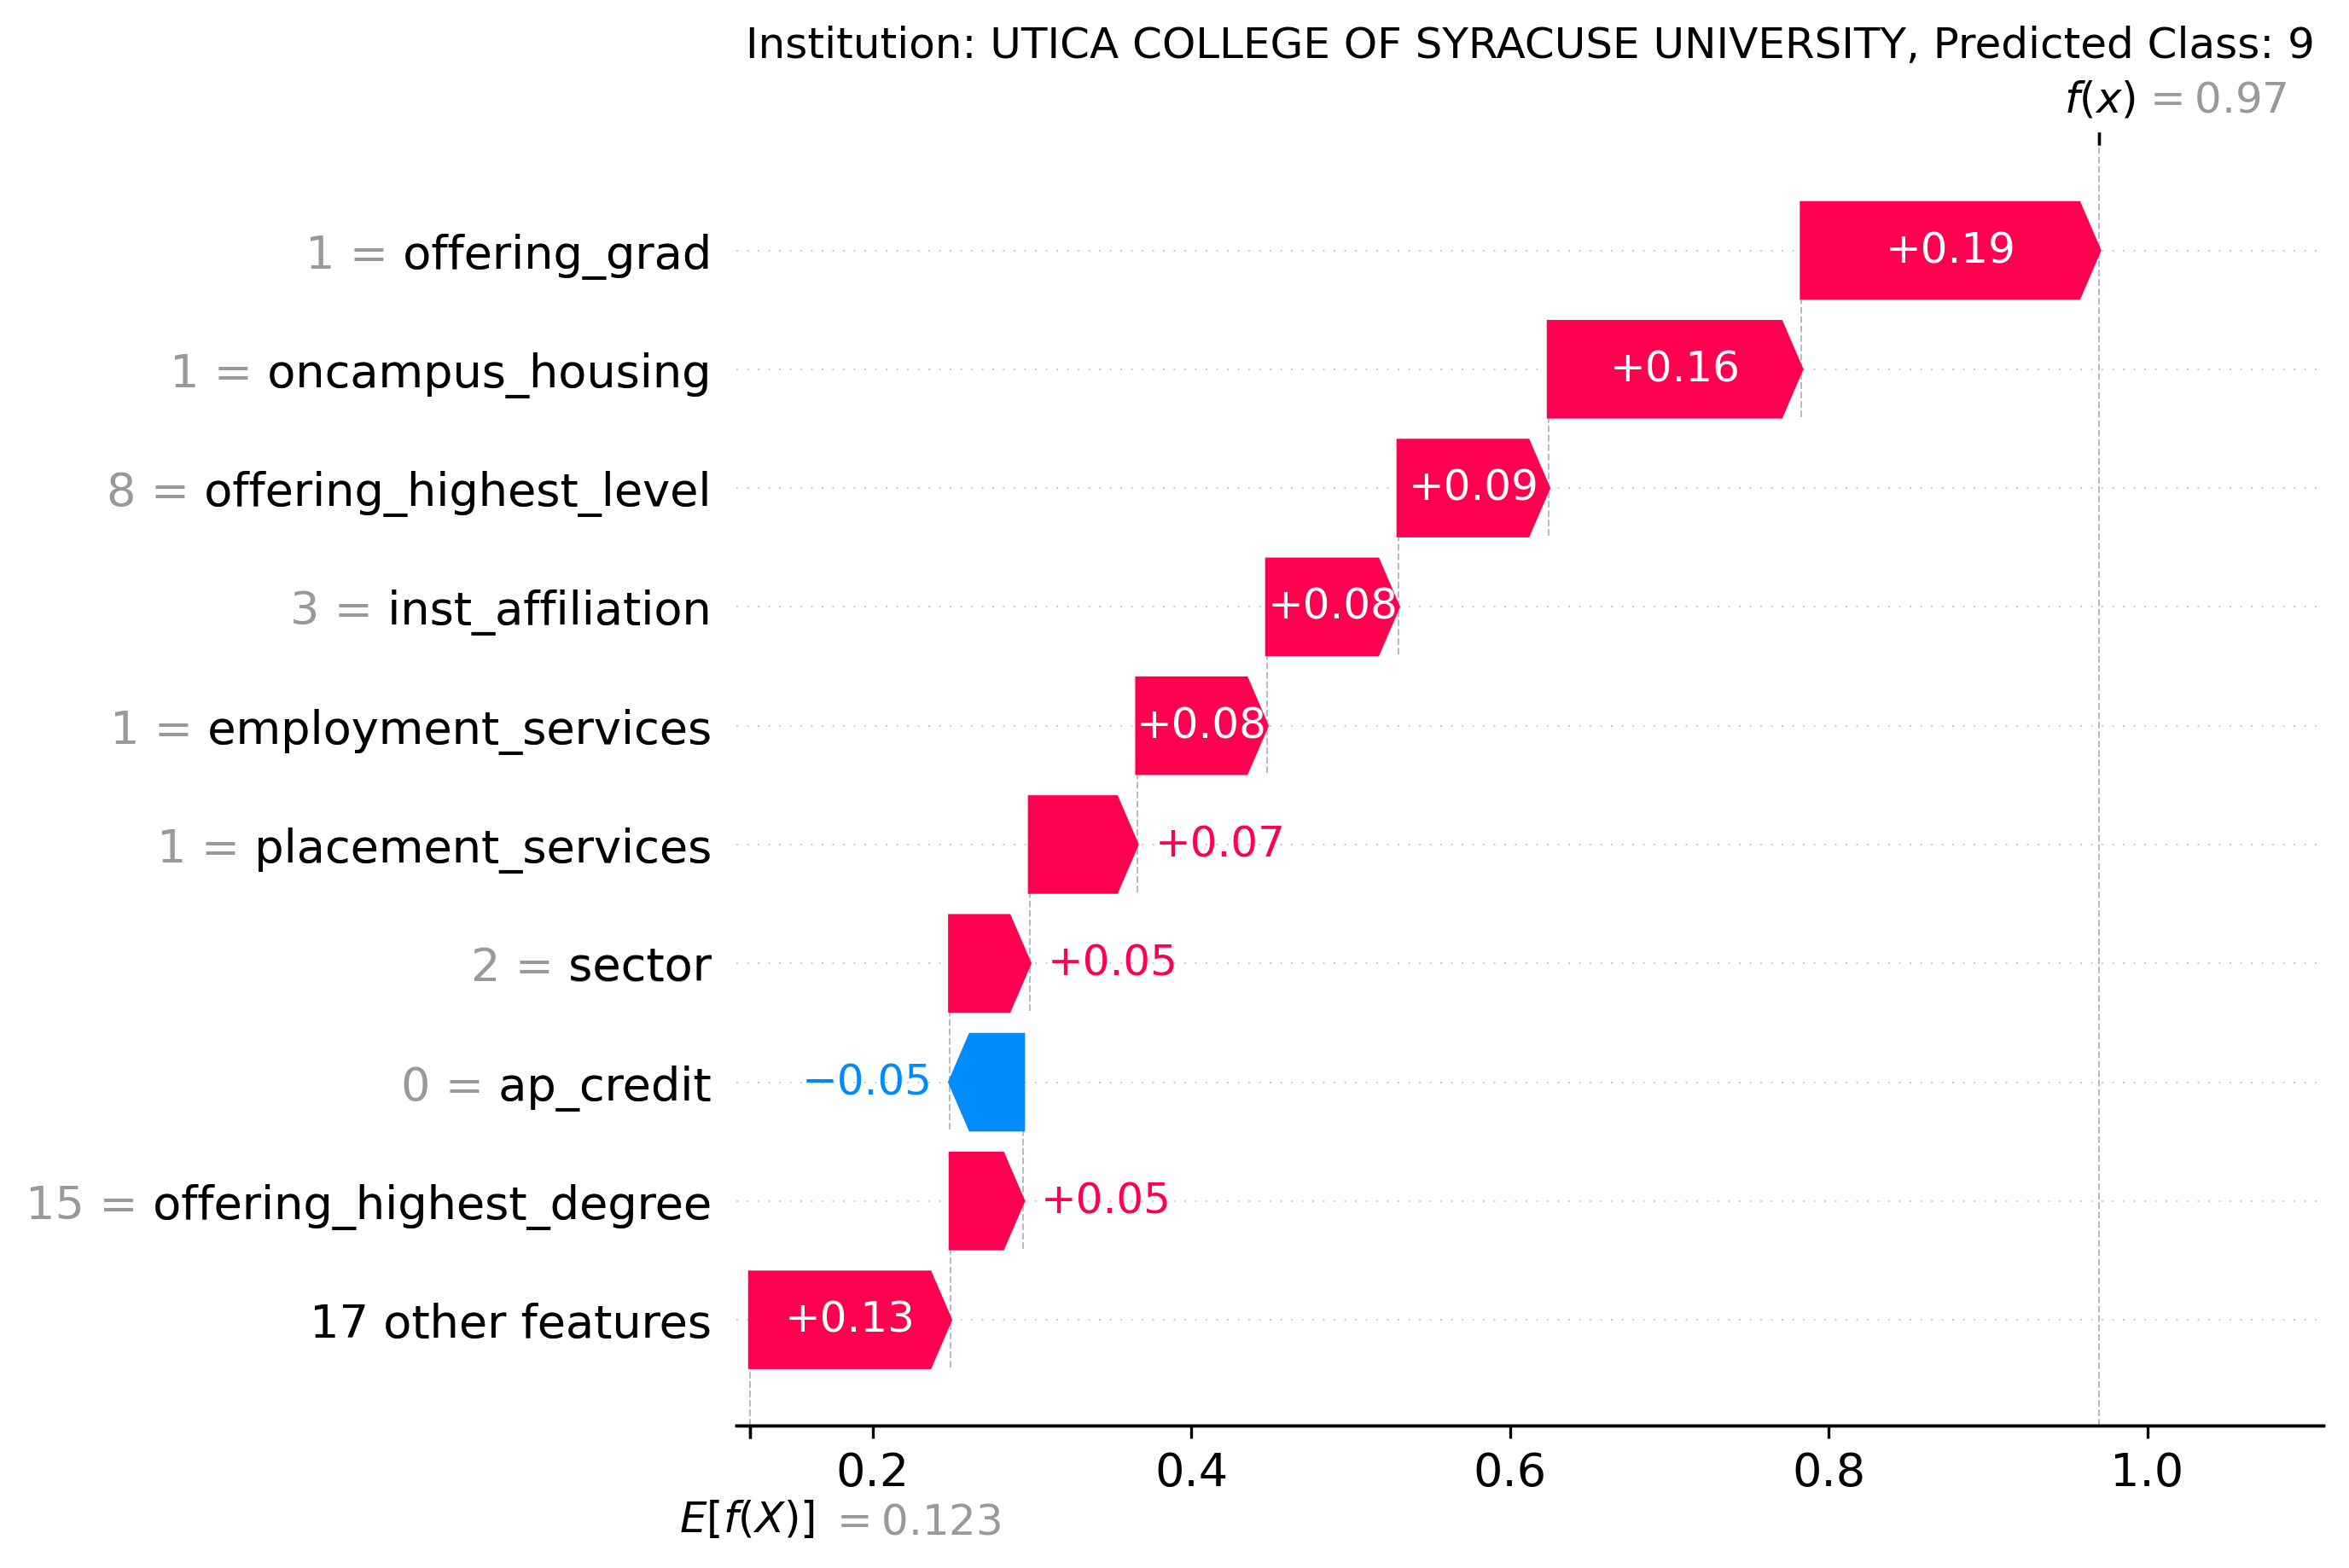 Institution: UTICA COLLEGE OF SYRACUSE UNIVERSITY, Predicted Class: 9
f(x) = 0.97
1 = offering_grad +0.19
1 = oncampus_housing +0.16
8 = offering_highest_level +0.09
3 = inst_affiliation +0.08
1 = employment_services +0.08
1 = placement_services +0.07
2 = sector +0.05
0 = ap_credit −0.05
15 = offering_highest_degree +0.05
17 other features +0.13
0.2 0.4 0.6 0.8 1.0
E[f(X)] = 0.123